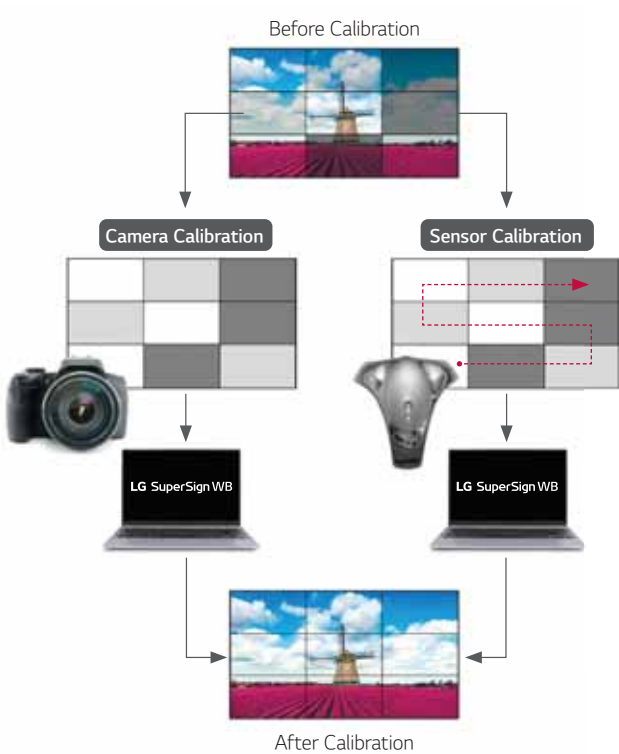 Before Calibration
Camera Calibration
Sensor Calibration
LG SuperSign WB
LG SuperSign WB
After Calibration